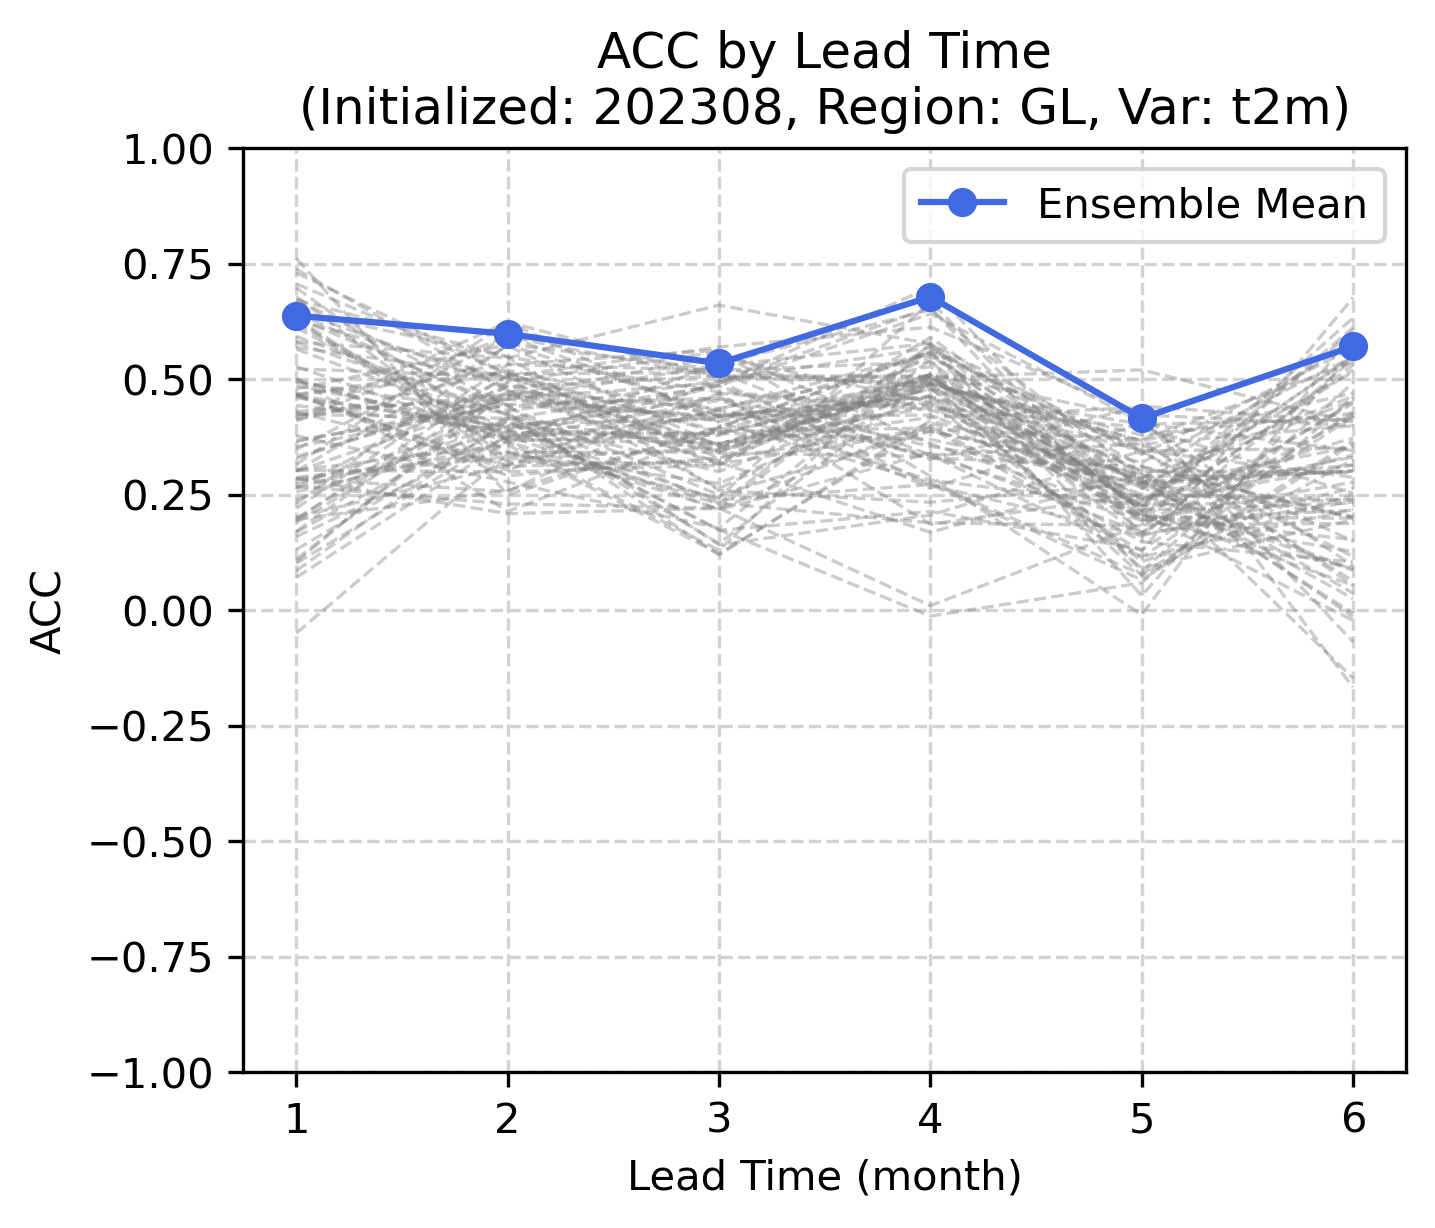 ACC by Lead Time
(Initialized: 202308, Region: GL, Var: t2m)
1.00
0.75
0.50
0.25
0.00
−0.25
−0.50
−0.75
−1.00
ACC
Ensemble Mean
1 2 3 4 5 6
Lead Time (month)